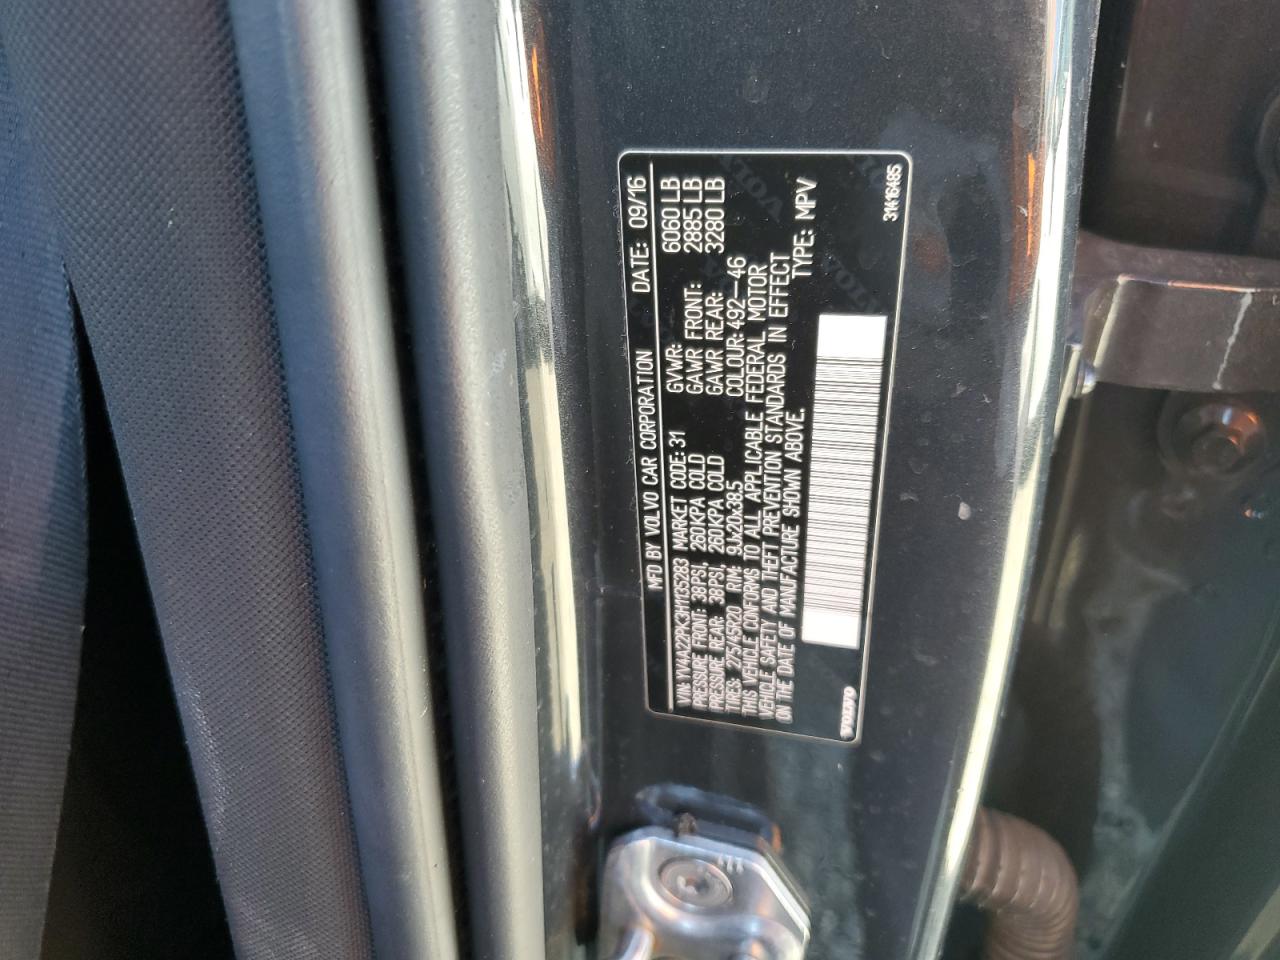 MFD BY VOLVO CAR CORPORATION DATE: 09/16
VIN: YV4A22PK3H1135283 MARKET CODE: 31 GVWR: 6060 LB
PRESSURE FRONT: 38PSI, 260KPA COLD GAWR FRONT: 2885 LB
PRESSURE REAR: 38PSI, 260KPA COLD GAWR REAR: 3280 LB
TIRES: 275/45R20 RIM: 9Jx20x38.5 COLOUR: 492-46
THIS VEHICLE CONFORMS TO ALL APPLICABLE FEDERAL MOTOR
VEHICLE SAFETY AND THEFT PREVENTION STANDARDS IN EFFECT
ON THE DATE OF MANUFACTURE SHOWN ABOVE. TYPE: MPV
VOLVO 31416485